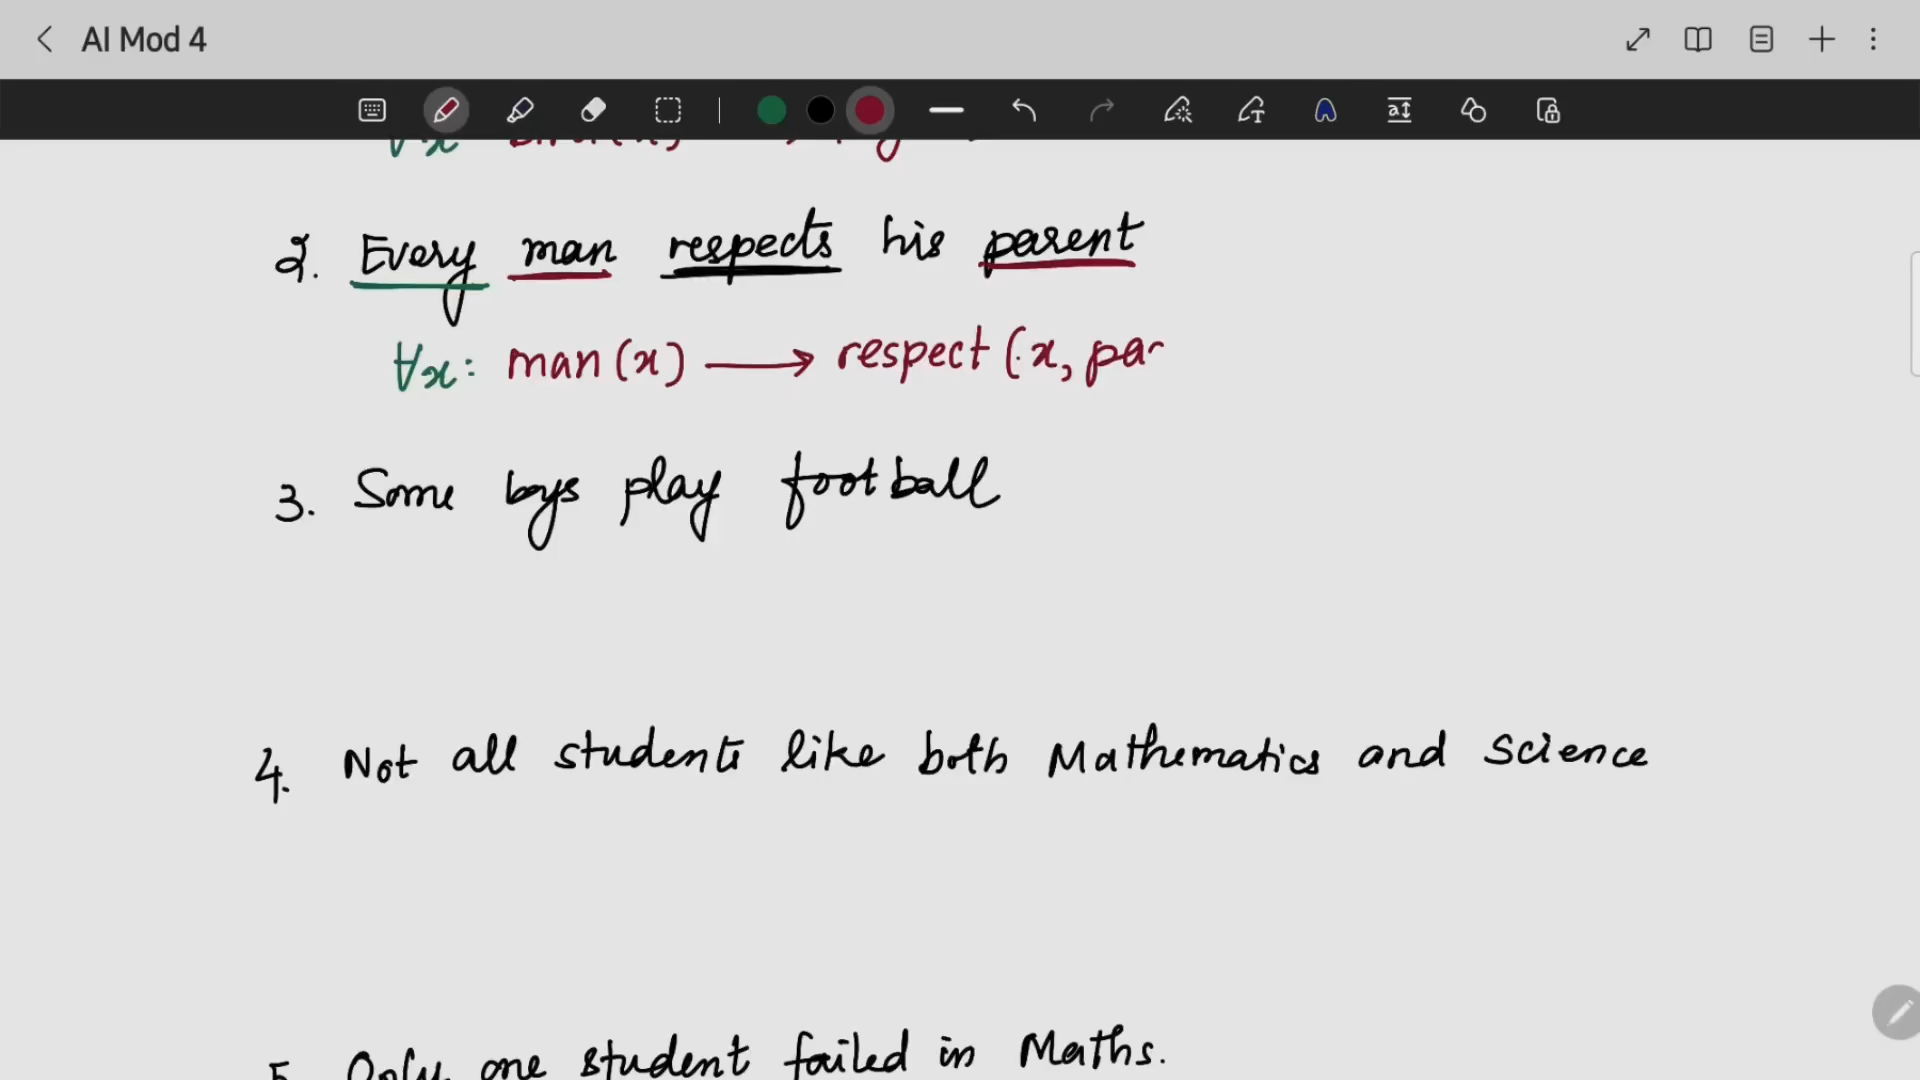 AI Mod 4
2. Every man respects his parent
∀x: man(x) ⟶ respect (x, par
3. Some boys play football
4. Not all students like both Mathematics and Science
5. Only one student failed in Maths.